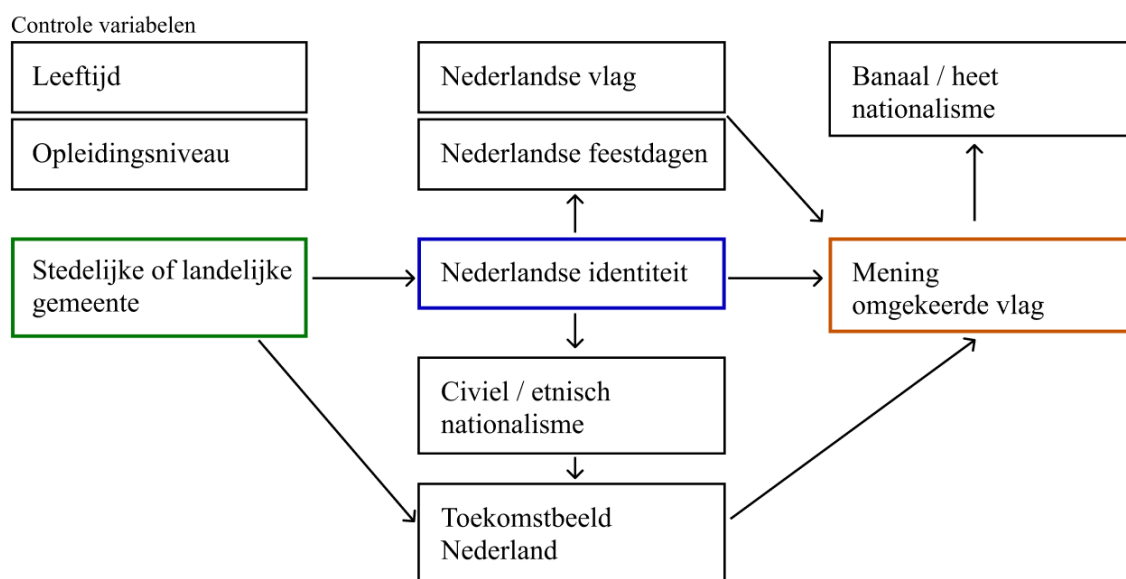 Controle variabelen
Leeftijd
Opleidingsniveau
Stedelijke of landelijke
gemeente
Nederlandse vlag
Nederlandse feestdagen
Nederlandse identiteit
Civiel / etnisch
nationalisme
Toekomstbeeld
Nederland
Banaal / heet
nationalisme
Mening
omgekeerde vlag